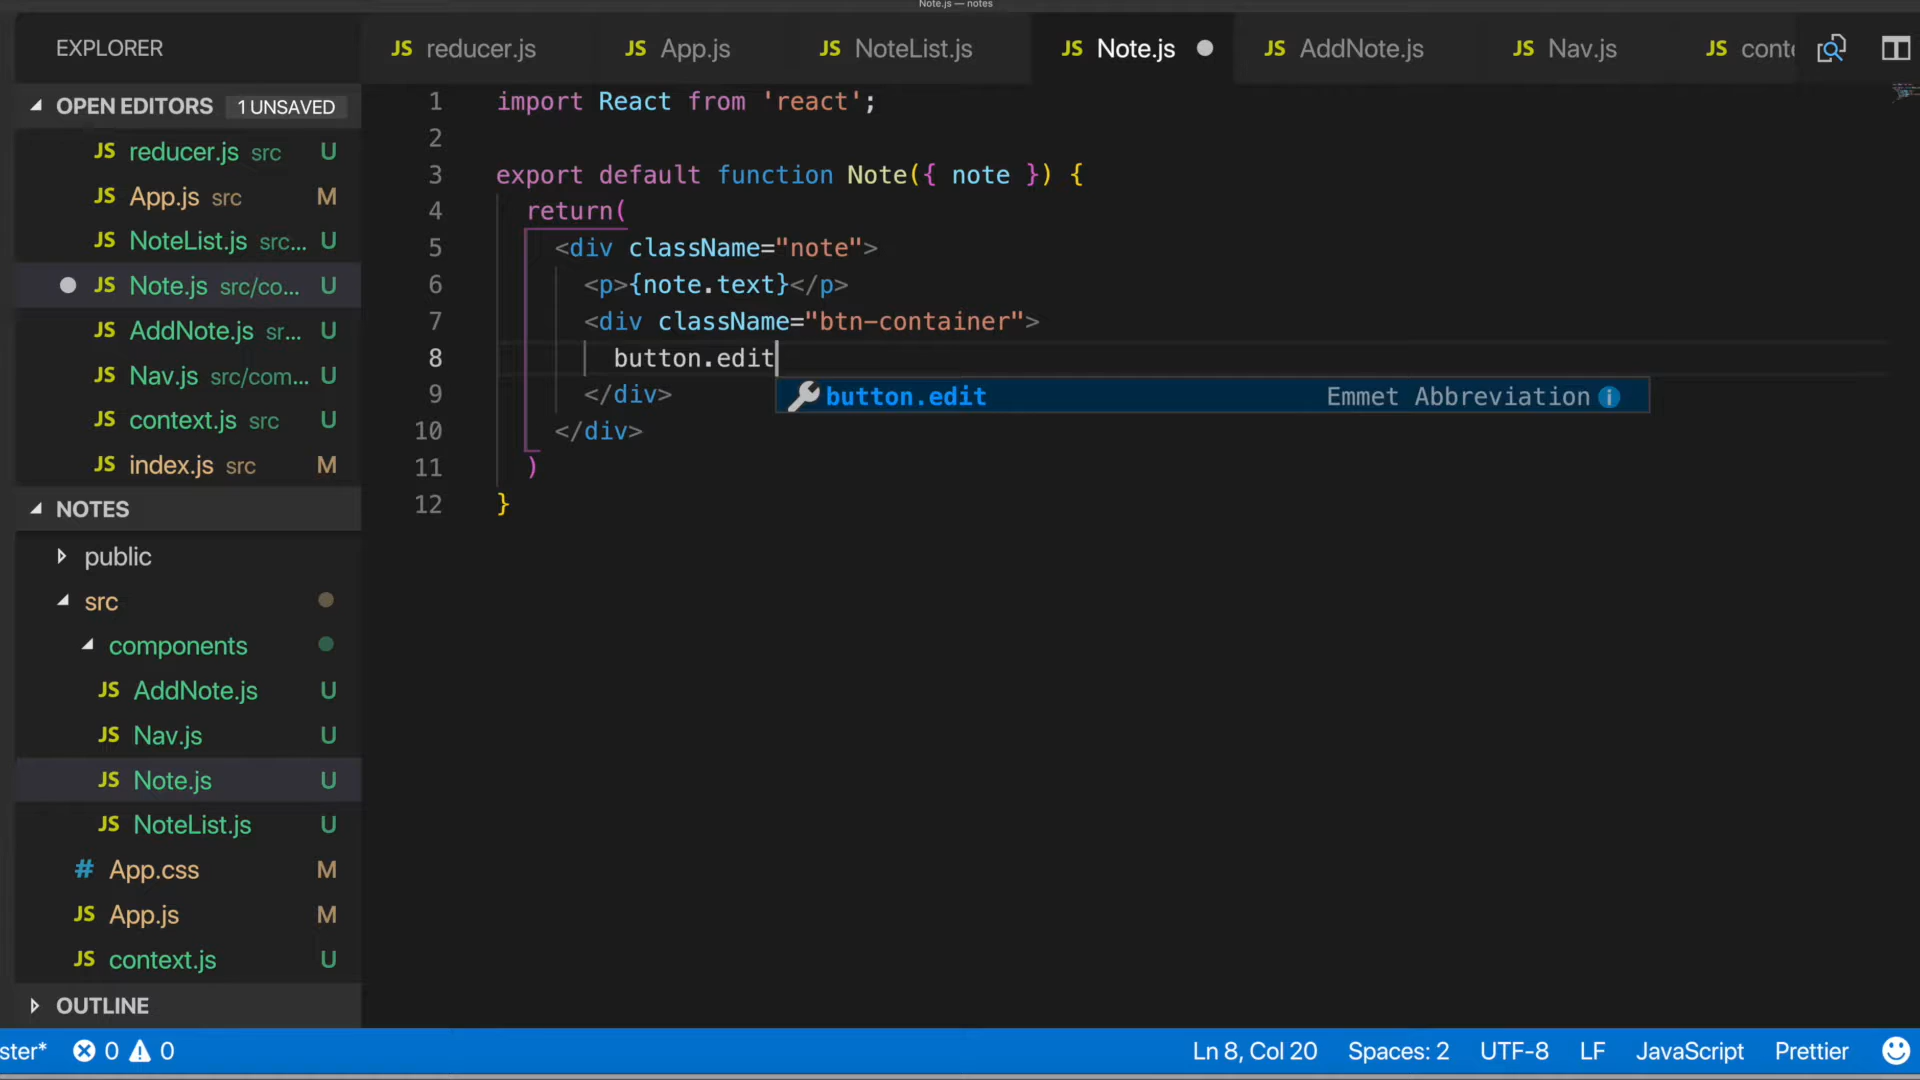 Note.js — notes
EXPLORER
JS reducer.js
JS App.js
JS NoteList.js
JS Note.js
JS AddNote.js
JS Nav.js
JS conte
OPEN EDITORS 1 UNSAVED
JS reducer.js src U
JS App.js src M
JS NoteList.js src... U
JS Note.js src/co... U
JS AddNote.js sr... U
JS Nav.js src/com... U
JS context.js src U
JS index.js src M
NOTES
public
src
components
JS AddNote.js U
JS Nav.js U
JS Note.js U
JS NoteList.js U
# App.css M
JS App.js M
JS context.js U
OUTLINE
1 import React from 'react';
2
3 export default function Note({ note }) {
4 return(
5 <div className="note">
6 <p>{note.text}</p>
7 <div className="btn-container">
8 button.edit
button.edit Emmet Abbreviation
9 </div>
10 </div>
11 )
12 }
ster* 0 0
Ln 8, Col 20 Spaces: 2 UTF-8 LF JavaScript Prettier